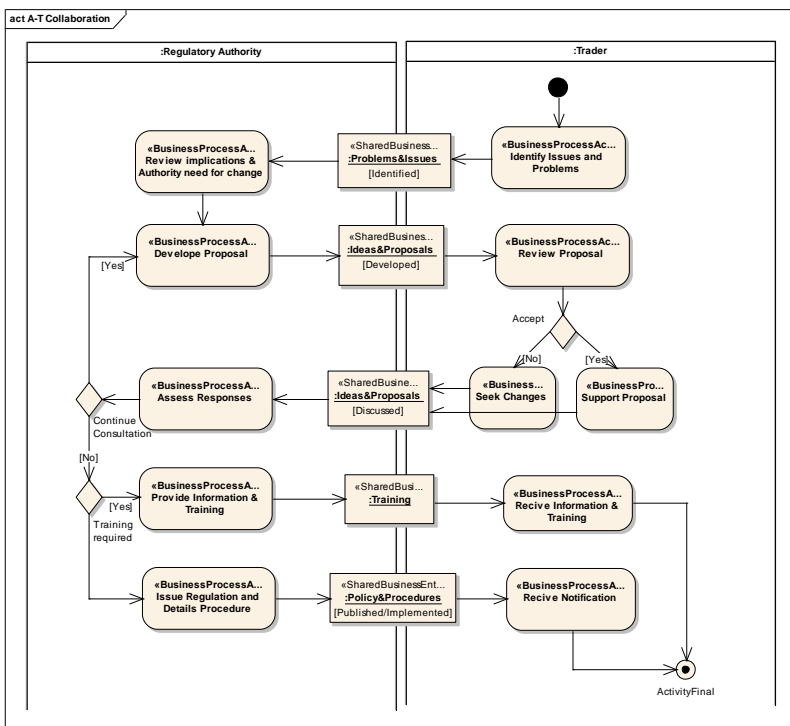 act A-T Collaboration
:Regulatory Authority
:Trader
«BusinessProcessAc...
Identify Issues and
Problems
«SharedBusiness...
:Problems&Issues
[Identified]
«BusinessProcessA...
Review implications &
Authority need for change
«BusinessProcessA...
Develope Proposal
[Yes]
«SharedBusines...
:Ideas&Proposals
[Developed]
«BusinessProcessAc...
Review Proposal
Accept
[No]
[Yes]
«Business...
Seek Changes
«BusinessPro...
Support Proposal
«SharedBusine...
:Ideas&Proposals
[Discussed]
«BusinessProcessA...
Assess Responses
Continue
Consultation
[No]
[Yes]
Training
required
«BusinessProcessA...
Provide Information &
Training
«SharedBusi...
:Training
«BusinessProcessA...
Recive Information &
Training
«BusinessProcessA...
Issue Regulation and
Details Procedure
«SharedBusinessEnt...
:Policy&Procedures
[Published/Implemented]
«BusinessProcessA...
Recive Notification
ActivityFinal